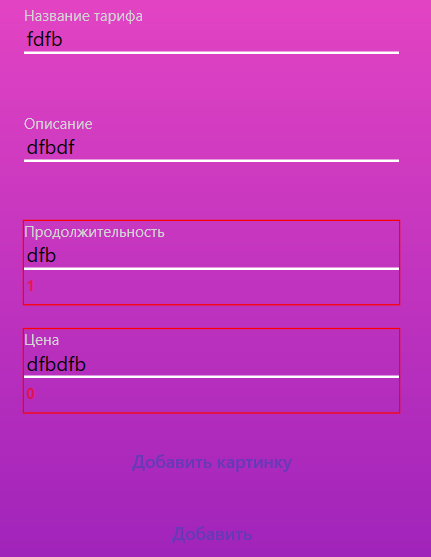 Название тарифа
fdfb
Описание
dfbdf
Продолжительность
dfb
1
Цена
dfbdfb
0
Добавить картинку
Добавить